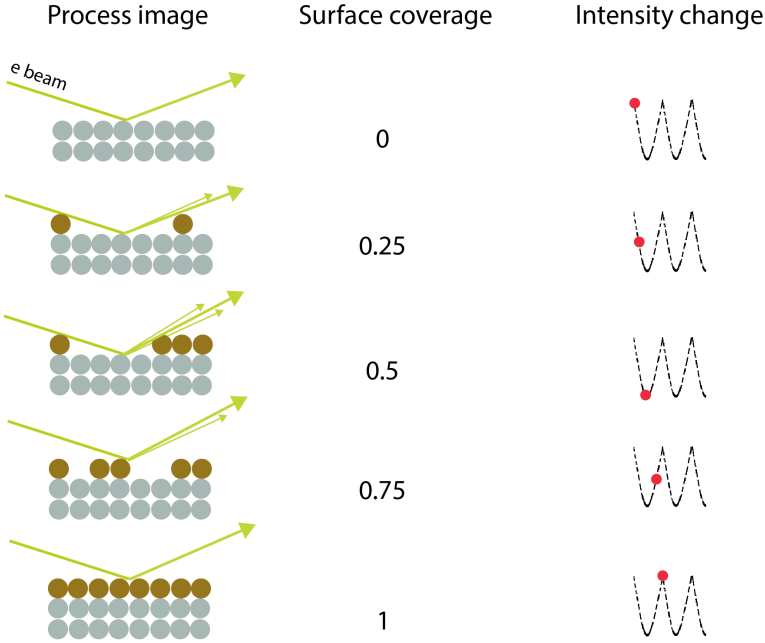 Process image
Surface coverage
Intensity change
e beam
0
0.25
0.5
0.75
1